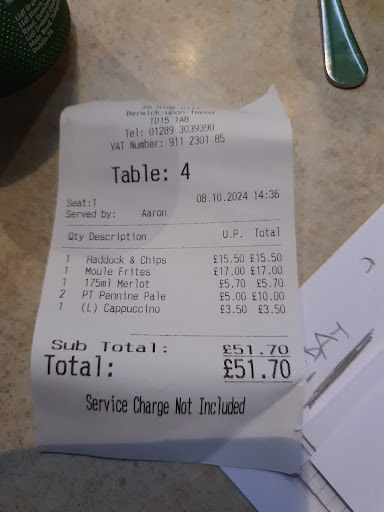 Berwick-upon-Tweed
TD15 1AB
Tel: 01289 3039390
VAT Number: 911 2301 85
Table: 4
Seat:1 08.10.2024 14:36
Served by: Aaron
Qty Description U.P. Total
1 Haddock & Chips £15.50 £15.50
1 Moule Frites £17.00 £17.00
1 175ml Merlot £5.70 £5.70
2 PT Pennine Pale £5.00 £10.00
1 (L) Cappuccino £3.50 £3.50
Sub Total: £51.70
Total: £51.70
Service Charge Not Included